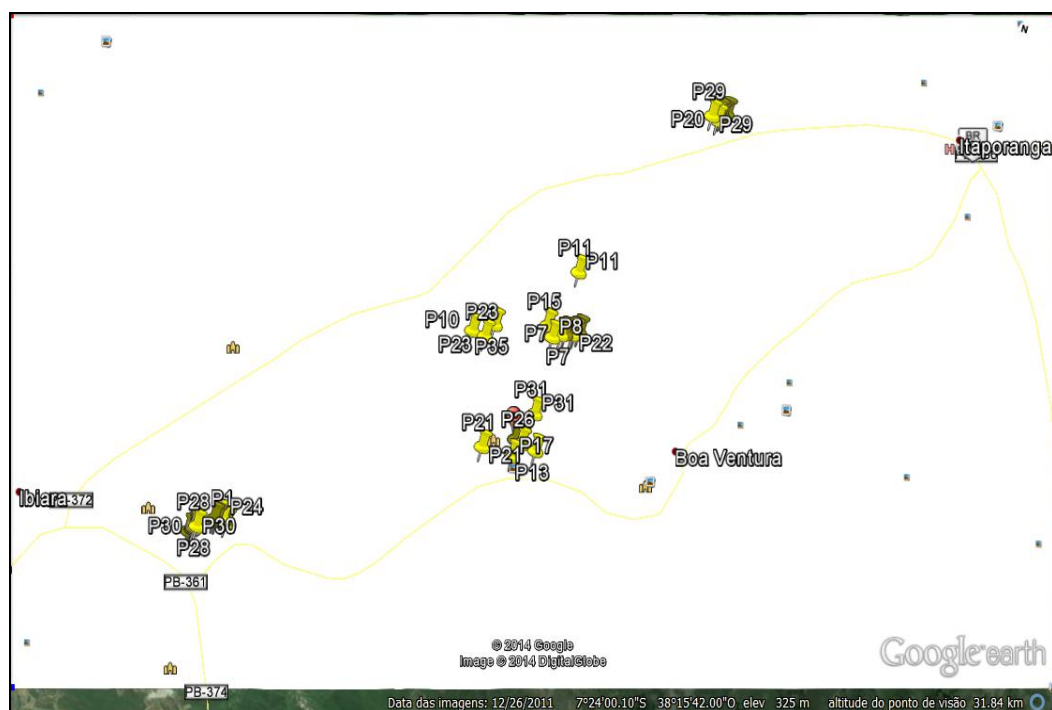 N
P29
P20
P29
BR
Itaporanga
H
P11
P11
P15
P23
P10
P7
P8
P23
P35
P22
P7
P31
P31
P26
P21
P21
P17
P13
Boa Ventura
Ibiara
-372
P28
P1
P24
P30
P30
P28
PB-361
© 2014 Google
Image © 2014 DigitalGlobe
Google earth
PB-374
Data das imagens: 12/26/2011 7°24'00.10"S 38°15'42.00"O elev 325 m altitude do ponto de visão 31.84 km